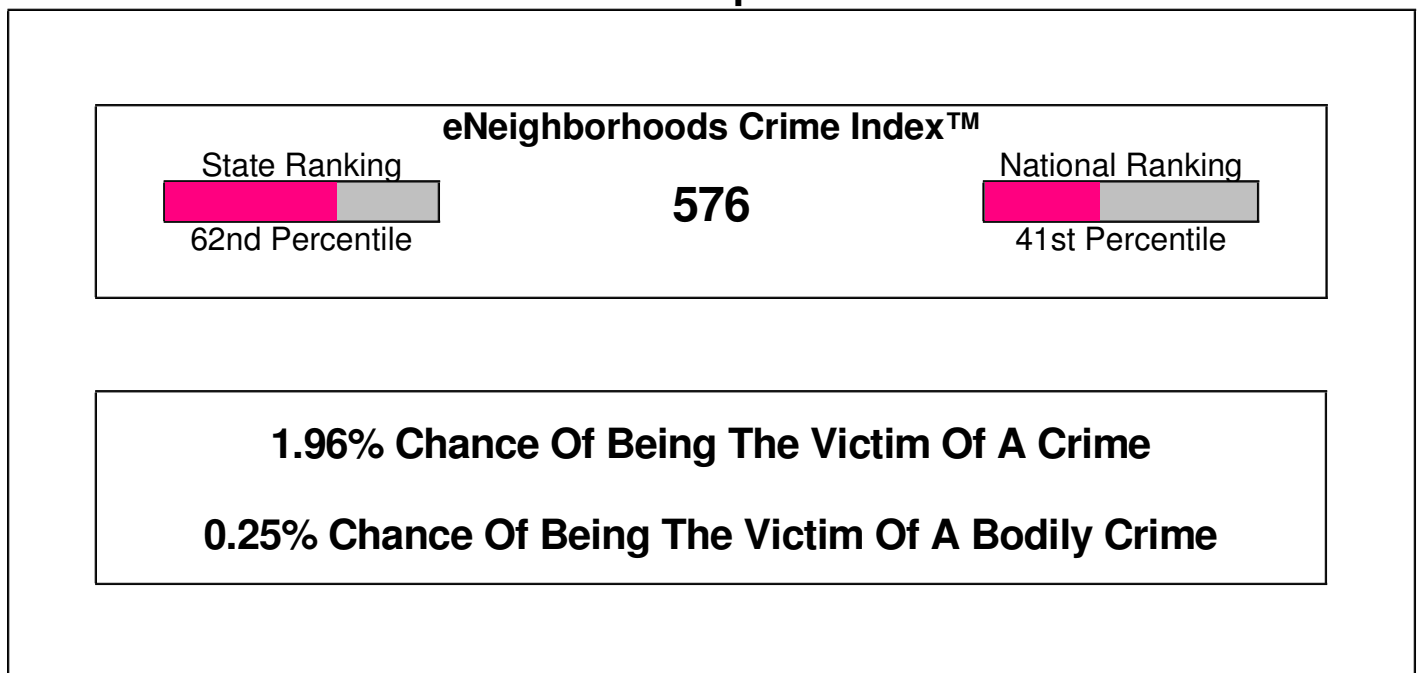 eNeighborhoods Crime Index™
State Ranking
62nd Percentile
576
National Ranking
41st Percentile
1.96% Chance Of Being The Victim Of A Crime
0.25% Chance Of Being The Victim Of A Bodily Crime